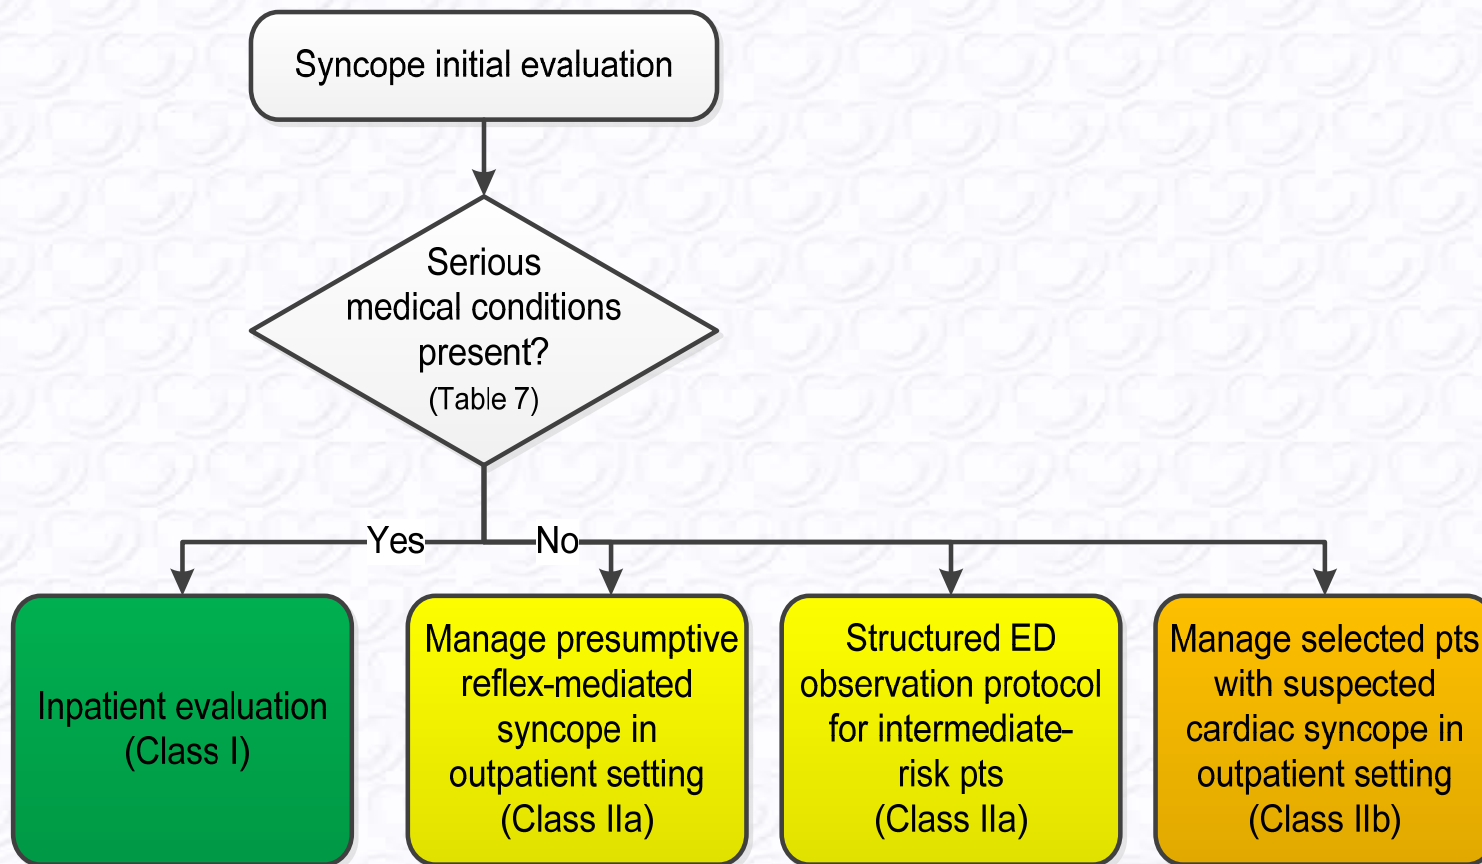 Syncope initial evaluation
Serious
medical conditions
present?
(Table 7)
Yes
No
Inpatient evaluation
(Class I)
Manage presumptive
reflex-mediated
syncope in
outpatient setting
(Class IIa)
Structured ED
observation protocol
for intermediate-
risk pts
(Class IIa)
Manage selected pts
with suspected
cardiac syncope in
outpatient setting
(Class IIb)